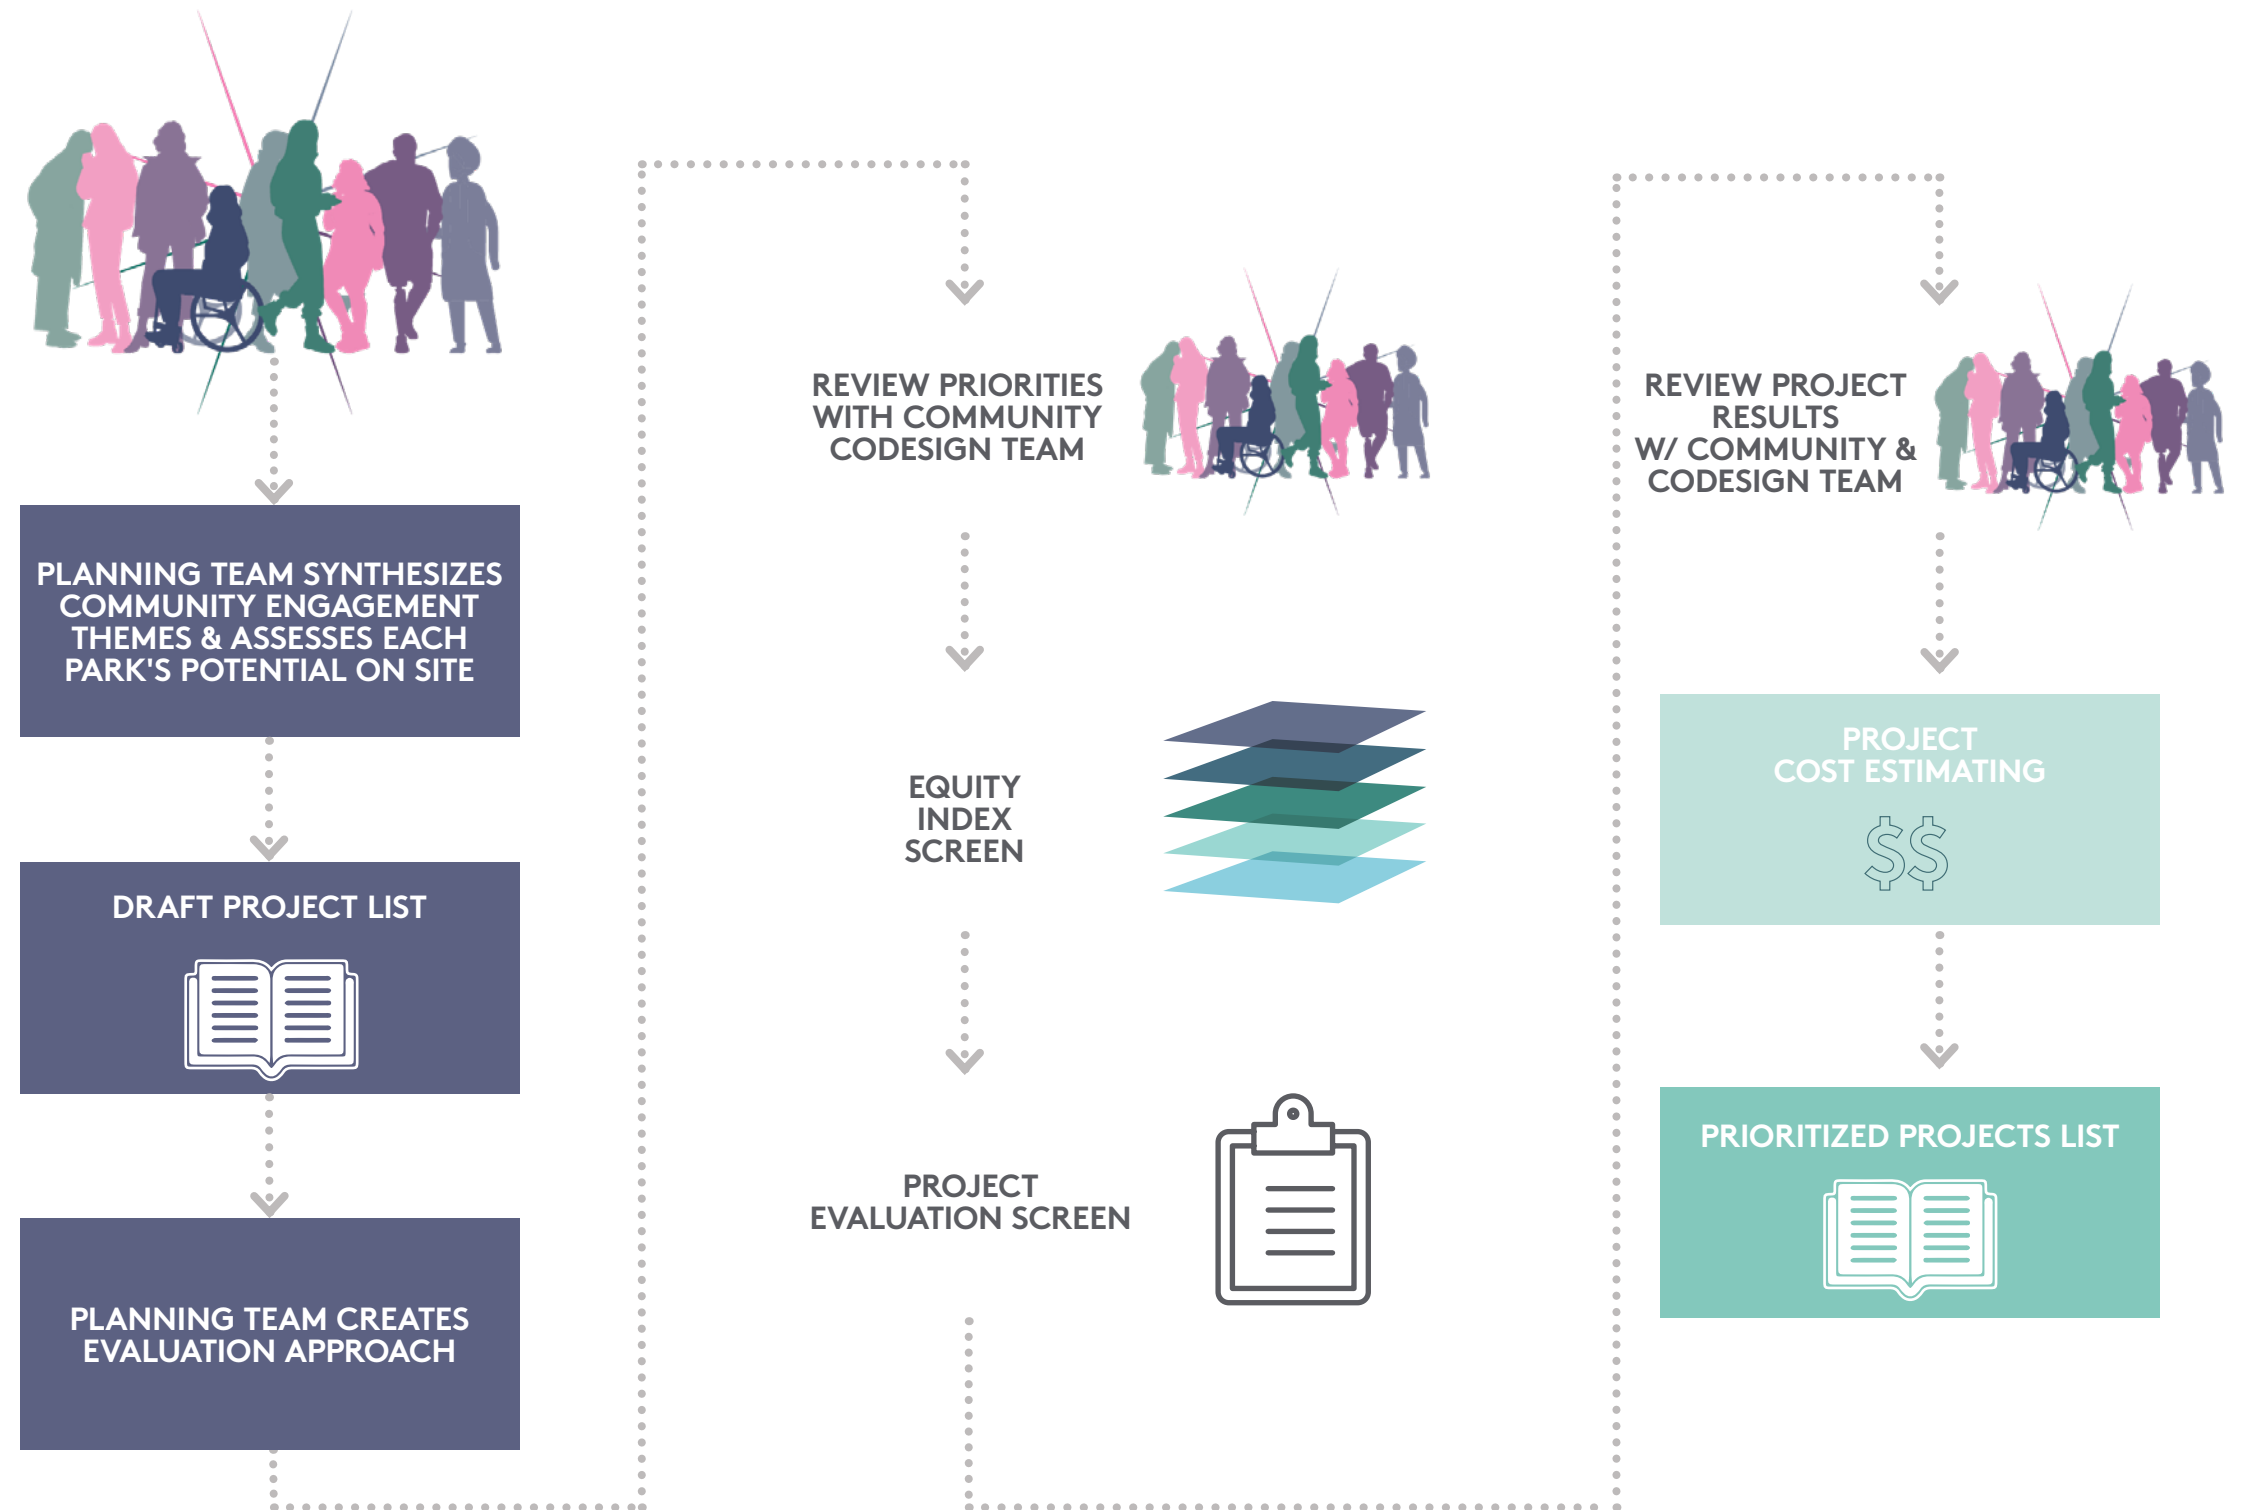 PLANNING TEAM SYNTHESIZES
COMMUNITY ENGAGEMENT
THEMES & ASSESSES EACH
PARK'S POTENTIAL ON SITE
DRAFT PROJECT LIST
PLANNING TEAM CREATES
EVALUATION APPROACH
REVIEW PRIORITIES
WITH COMMUNITY
CODESIGN TEAM
EQUITY
INDEX
SCREEN
PROJECT
EVALUATION SCREEN
REVIEW PROJECT
RESULTS
W/ COMMUNITY &
CODESIGN TEAM
PROJECT
COST ESTIMATING
$$
PRIORITIZED PROJECTS LIST